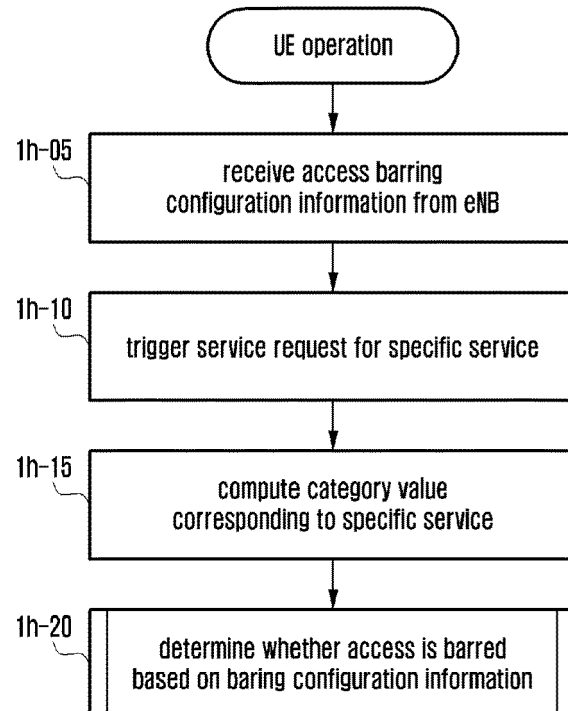 UE operation
1h-05
receive access barring
configuration information from eNB
1h-10
trigger service request for specific service
1h-15
compute category value
corresponding to specific service
1h-20
determine whether access is barred
based on baring configuration information